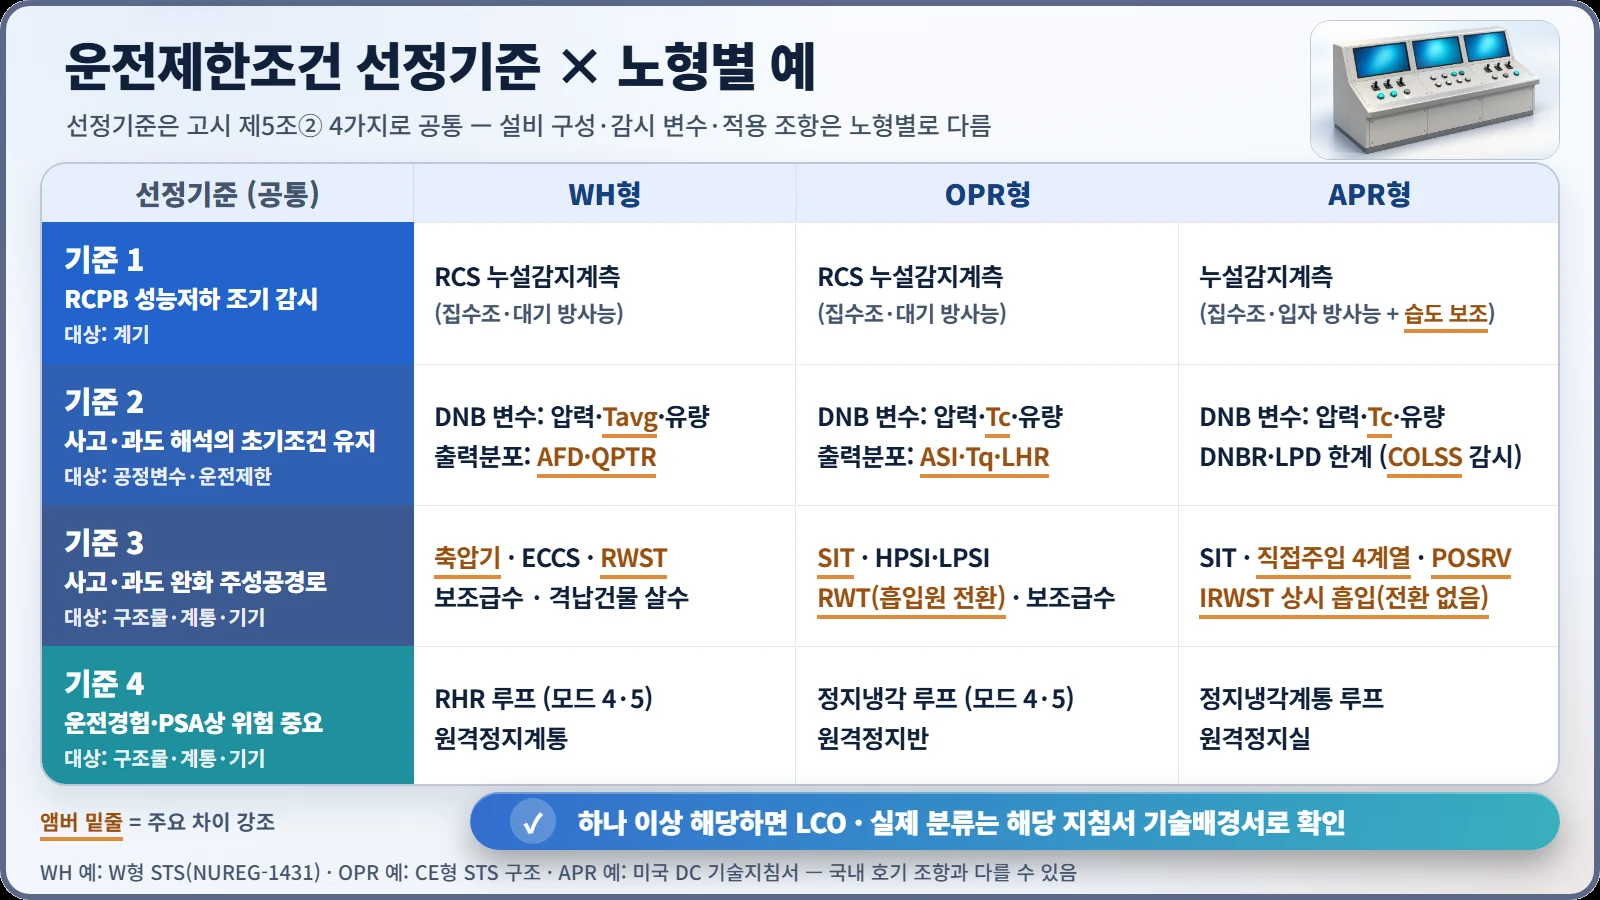 운전제한조건 선정기준 × 노형별 예
선정기준은 고시 제5조② 4가지로 공통 — 설비 구성·감시 변수·적용 조항은 노형별로 다름
선정기준 (공통)
WH형
OPR형
APR형
기준 1
RCPB 성능저하 조기 감시
대상: 계기
RCS 누설감지계측
(집수조·대기 방사능)
RCS 누설감지계측
(집수조·대기 방사능)
누설감지계측
(집수조·입자 방사능 + 습도 보조)
기준 2
사고·과도 해석의 초기조건 유지
대상: 공정변수·운전제한
DNB 변수: 압력·Tavg·유량
출력분포: AFD·QPTR
DNB 변수: 압력·Tc·유량
출력분포: ASI·Tq·LHR
DNB 변수: 압력·Tc·유량
DNBR·LPD 한계 (COLSS 감시)
기준 3
사고·과도 완화 주성공경로
대상: 구조물·계통·기기
축압기 · ECCS · RWST
보조급수 · 격납건물 살수
SIT · HPSI·LPSI
RWT(흡입원 전환) · 보조급수
SIT · 직접주입 4계열 · POSRV
IRWST 상시 흡입(전환 없음)
기준 4
운전경험·PSA상 위험 중요
대상: 구조물·계통·기기
RHR 루프 (모드 4·5)
원격정지계통
정지냉각 루프 (모드 4·5)
원격정지반
정지냉각계통 루프
원격정지실
앰버 밑줄 = 주요 차이 강조
✓ 하나 이상 해당하면 LCO · 실제 분류는 해당 지침서 기술배경서로 확인
WH 예: W형 STS(NUREG-1431) · OPR 예: CE형 STS 구조 · APR 예: 미국 DC 기술지침서 — 국내 호기 조항과 다를 수 있음